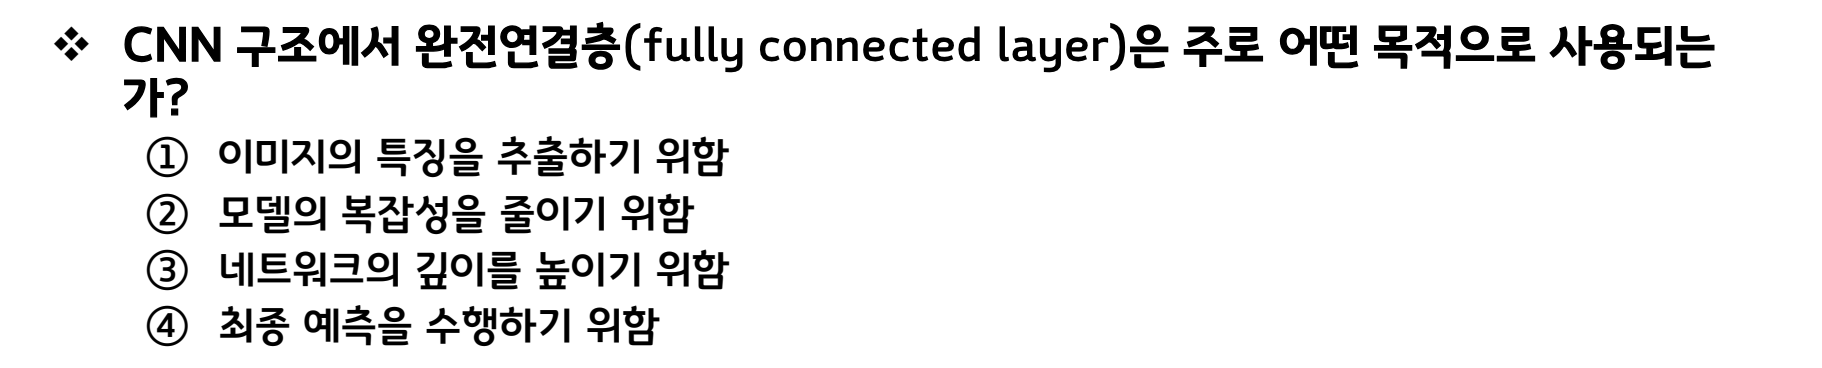 ❖ CNN 구조에서 완전연결층(fully connected layer)은 주로 어떤 목적으로 사용되는
가?
① 이미지의 특징을 추출하기 위함
② 모델의 복잡성을 줄이기 위함
③ 네트워크의 깊이를 높이기 위함
④ 최종 예측을 수행하기 위함